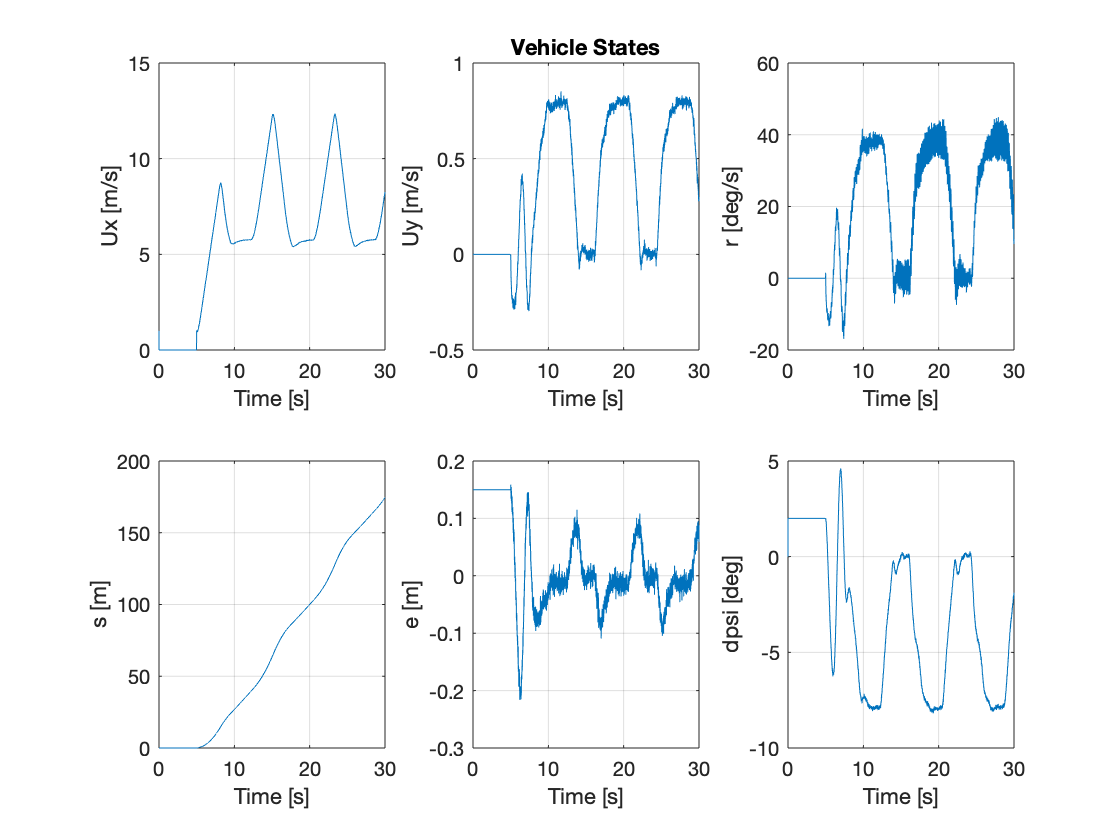 Vehicle States
15
10
5
0
Ux [m/s]
0 10 20 30
Time [s]
1
0.5
0
-0.5
Uy [m/s]
0 10 20 30
Time [s]
60
40
20
0
-20
r [deg/s]
0 10 20 30
Time [s]
200
150
100
50
0
s [m]
0 10 20 30
Time [s]
0.2
0.1
0
-0.1
-0.2
-0.3
e [m]
0 10 20 30
Time [s]
5
0
-5
-10
dpsi [deg]
0 10 20 30
Time [s]